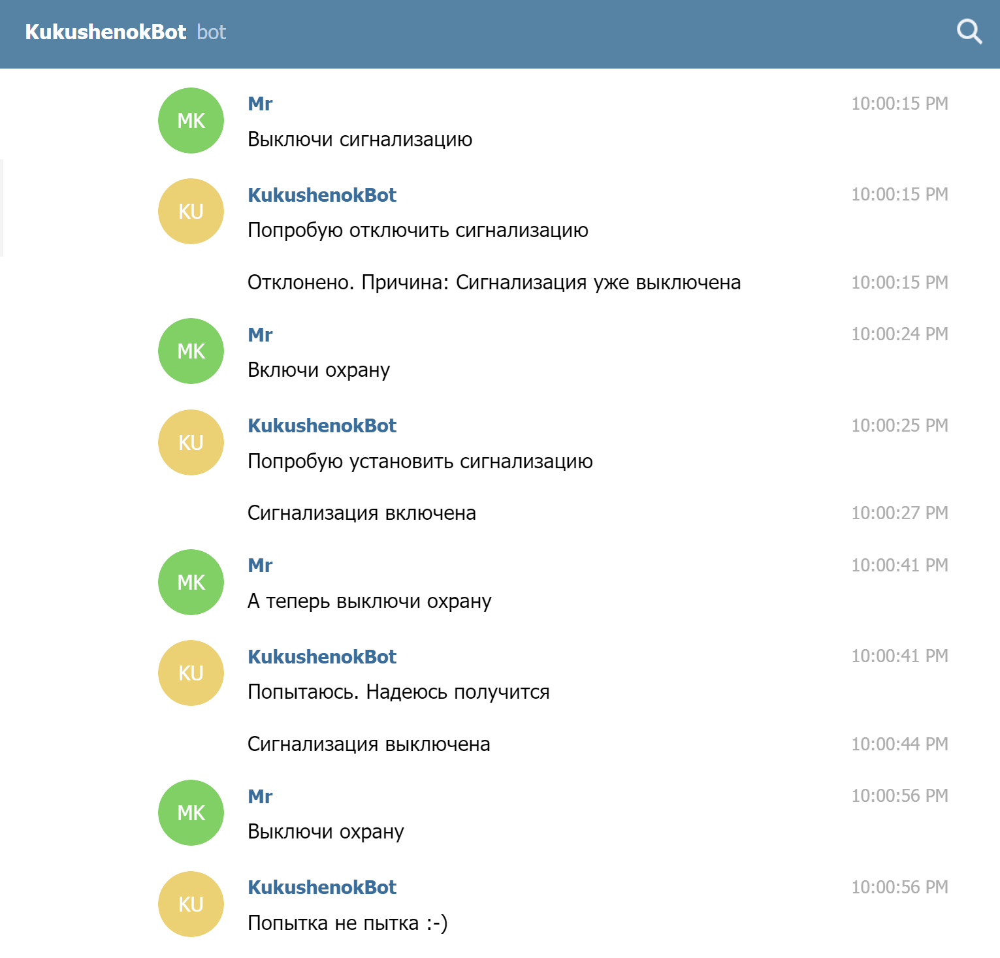 KukushenokBot bot
MK
Mr 10:00:15 PM
Выключи сигнализацию
KU
KukushenokBot 10:00:15 PM
Попробую отключить сигнализацию
Отклонено. Причина: Сигнализация уже выключена 10:00:15 PM
MK
Mr 10:00:24 PM
Включи охрану
KU
KukushenokBot 10:00:25 PM
Попробую установить сигнализацию
Сигнализация включена 10:00:27 PM
MK
Mr 10:00:41 PM
А теперь выключи охрану
KU
KukushenokBot 10:00:41 PM
Попытаюсь. Надеюсь получится
Сигнализация выключена 10:00:44 PM
MK
Mr 10:00:56 PM
Выключи охрану
KU
KukushenokBot 10:00:56 PM
Попытка не пытка :-)